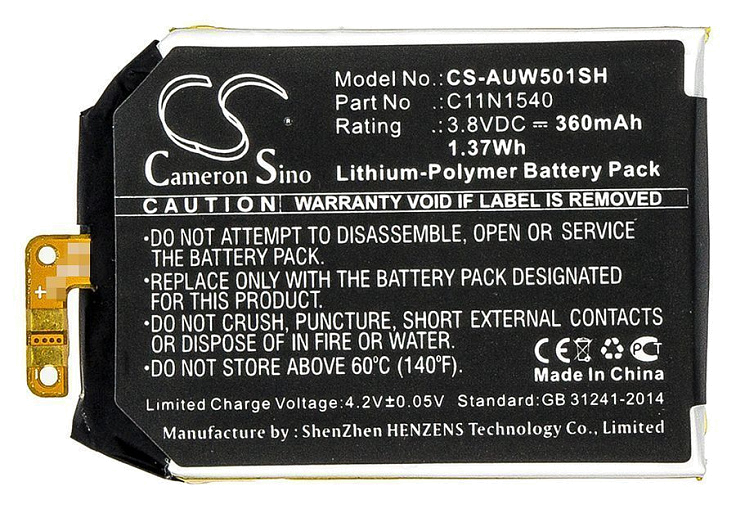 CS
Cameron Sino
Model No.: CS-AUW501SH
Part No .: C11N1540
Rating .: 3.8VDC ⎓ 360mAh
1.37Wh
Lithium-Polymer Battery Pack
CAUTION WARRANTY VOID IF LABEL IS REMOVED
•DO NOT ATTEMPT TO DISASSEMBLE, OPEN OR SERVICE
THE BATTERY PACK.
•REPLACE ONLY WITH THE BATTERY PACK DESIGNATED
FOR THIS PRODUCT.
•DO NOT CRUSH, PUNCTURE, SHORT EXTERNAL CONTACTS
OR DISPOSE OF IN FIRE OR WATER.
•DO NOT STORE ABOVE 60°C (140°F).
CE PCT
Made In China
Limited Charge Voltage:4.2V±0.05V Standard:GB 31241-2014
Manufacture by : ShenZhen HENZENS Technology Co., Limited
+